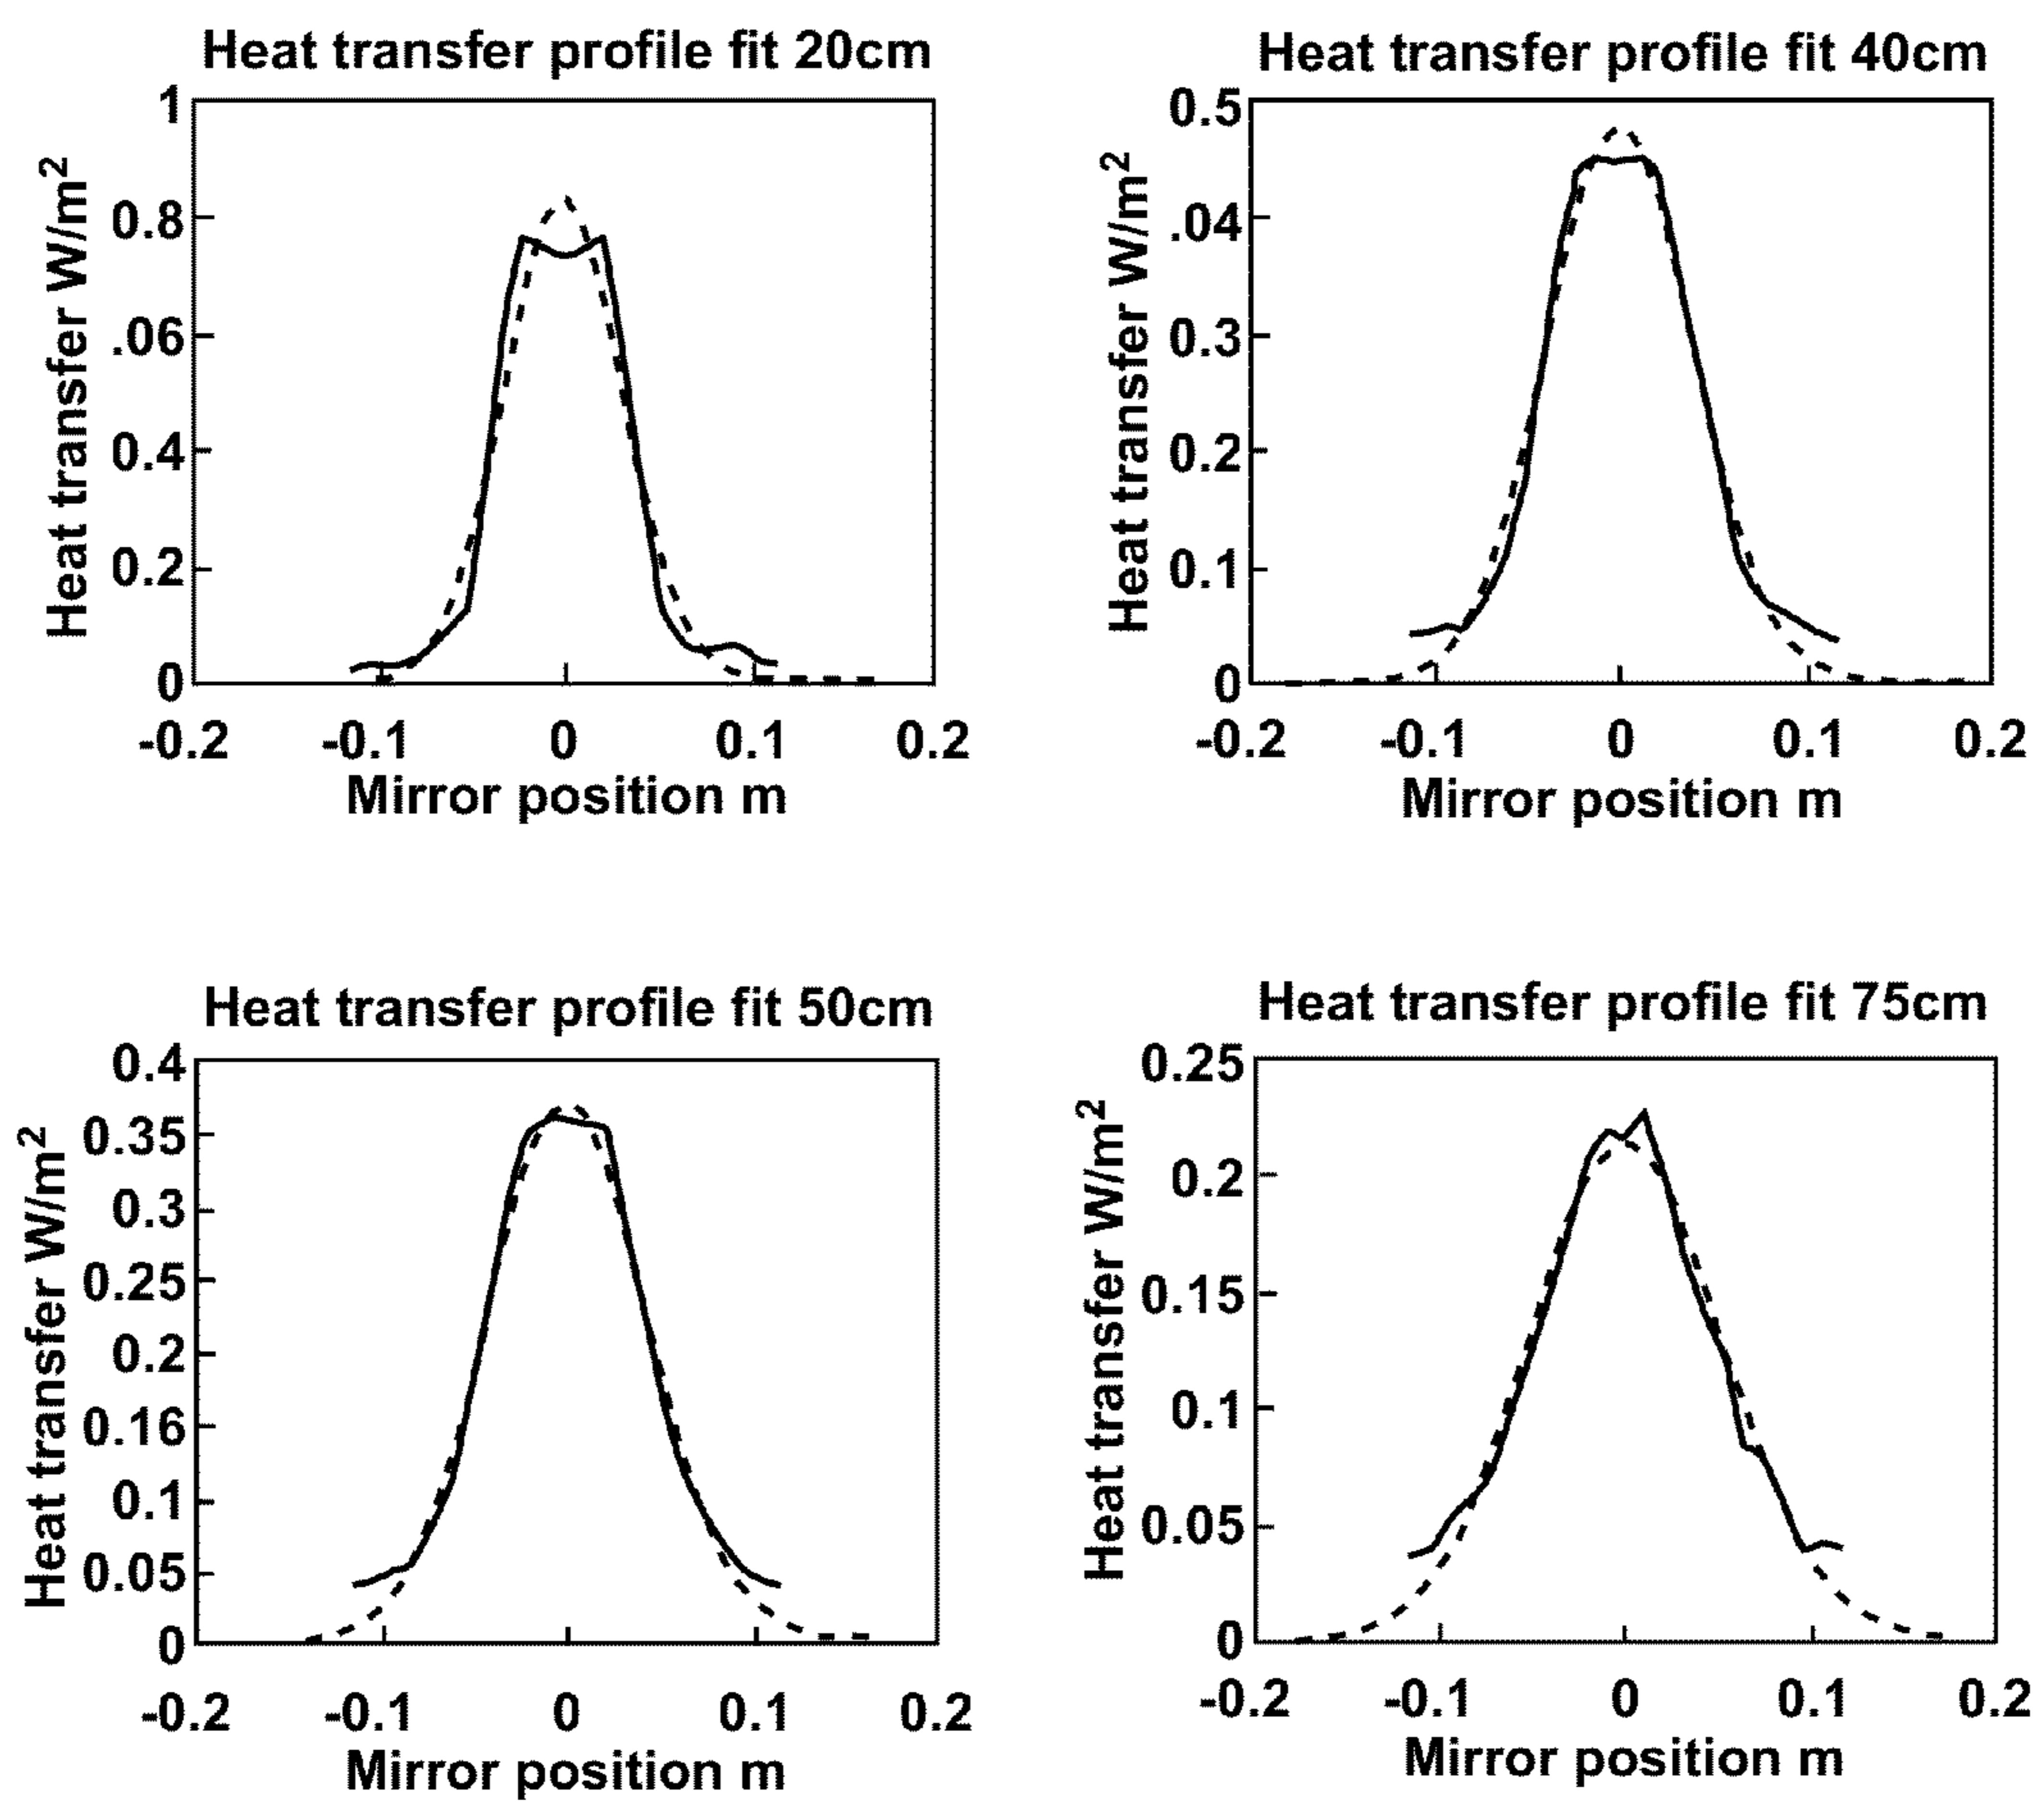 Heat transfer profile fit 20cm
Heat transfer W/m2
1
0.8
.06
0.4
0.2
0
-0.2 -0.1 0 0.1 0.2
Mirror position m
Heat transfer profile fit 40cm
Heat transfer W/m2
0.5
.04
0.3
0.2
0.1
0
-0.2 -0.1 0 0.1 0.2
Mirror position m
Heat transfer profile fit 50cm
Heat transfer W/m2
0.4
0.35
0.3
0.25
0.2
0.16
0.1
0.05
0
-0.2 -0.1 0 0.1 0.2
Mirror position m
Heat transfer profile fit 75cm
Heat transfer W/m2
0.25
0.2
0.15
0.1
0.05
0
-0.2 -0.1 0 0.1 0.2
Mirror position m